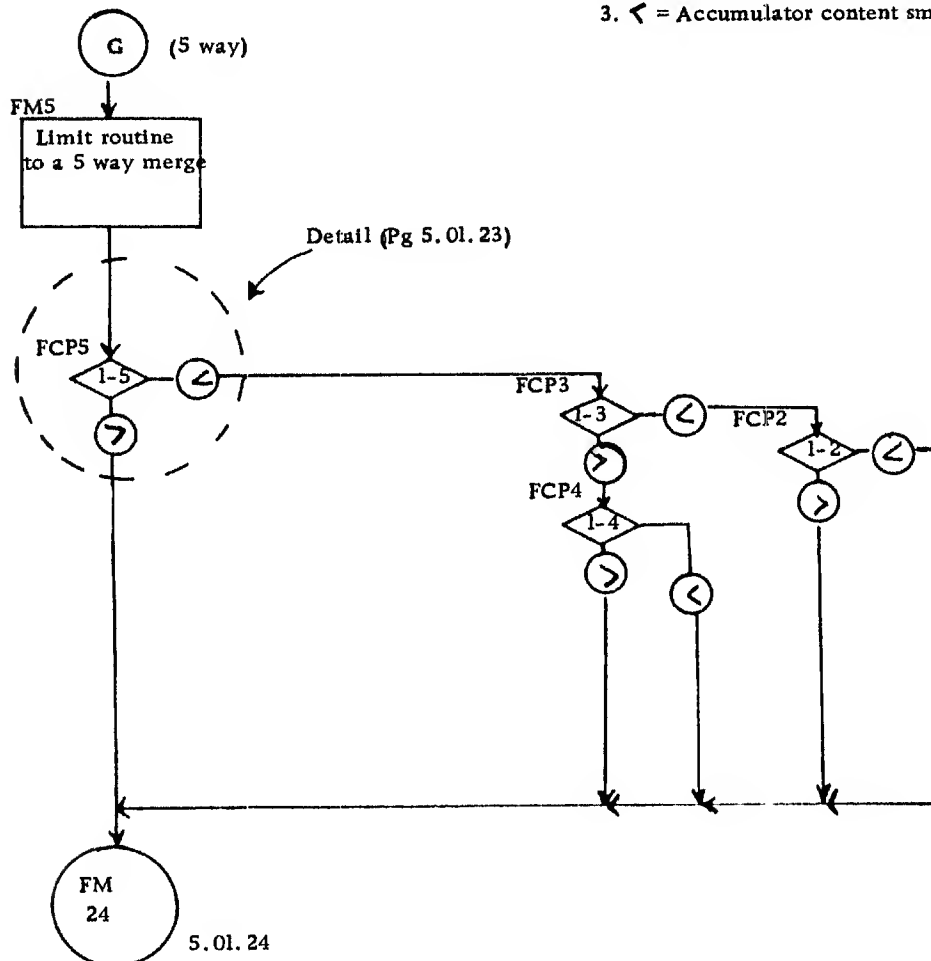 3. < = Accumulator content sm
G (5 way)
FM5
Limit routine
to a 5 way merge
Detail (Pg 5.01.23)
FCP5
1-5 <
>
FCP3
1-3 <
>
FCP2
1-2 <
>
FCP4
1-4
>
<
FM
24
5.01.24